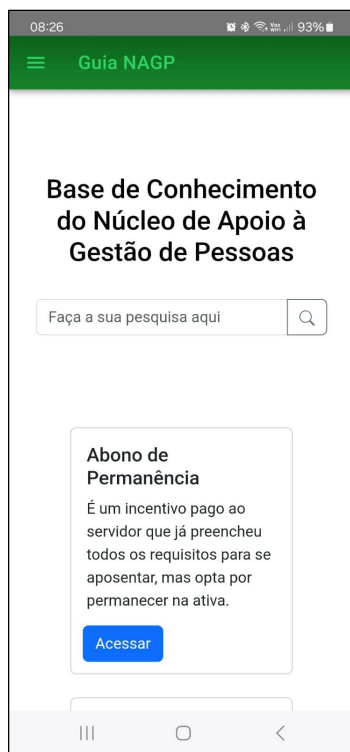 08:26
93%
Guia NAGP
Base de Conhecimento
do Núcleo de Apoio à
Gestão de Pessoas
Faça a sua pesquisa aqui
Abono de
Permanência
É um incentivo pago ao
servidor que já preencheu
todos os requisitos para se
aposentar, mas opta por
permanecer na ativa.
Acessar